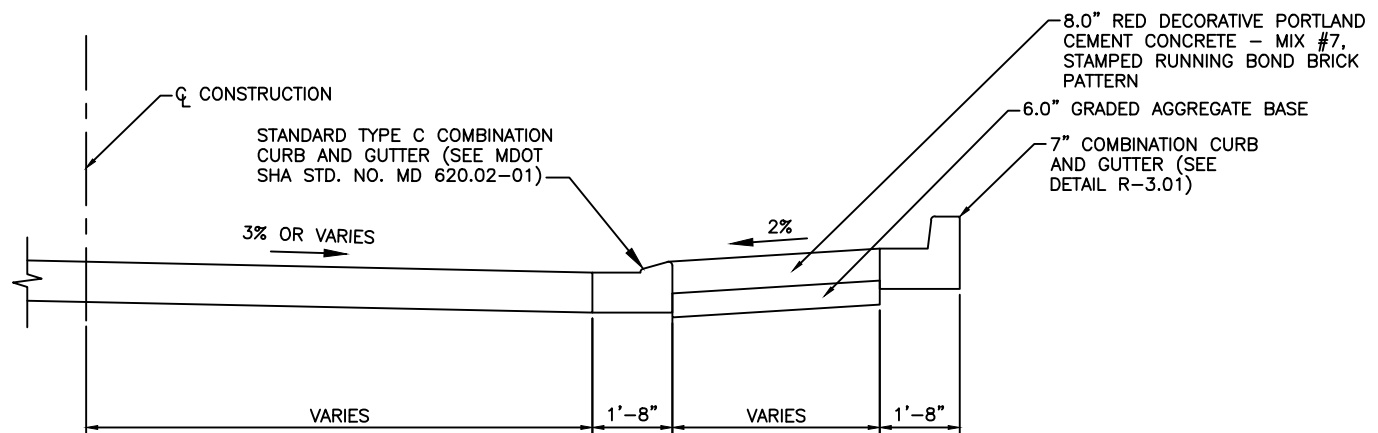 8.0” RED DECORATIVE PORTLAND
CEMENT CONCRETE – MIX #7,
STAMPED RUNNING BOND BRICK
PATTERN
℄ CONSTRUCTION
6.0” GRADED AGGREGATE BASE
STANDARD TYPE C COMBINATION
CURB AND GUTTER (SEE MDOT
SHA STD. NO. MD 620.02–01)
7” COMBINATION CURB
AND GUTTER (SEE
DETAIL R–3.01)
3% OR VARIES
2%
VARIES
1’–8”
VARIES
1’–8”